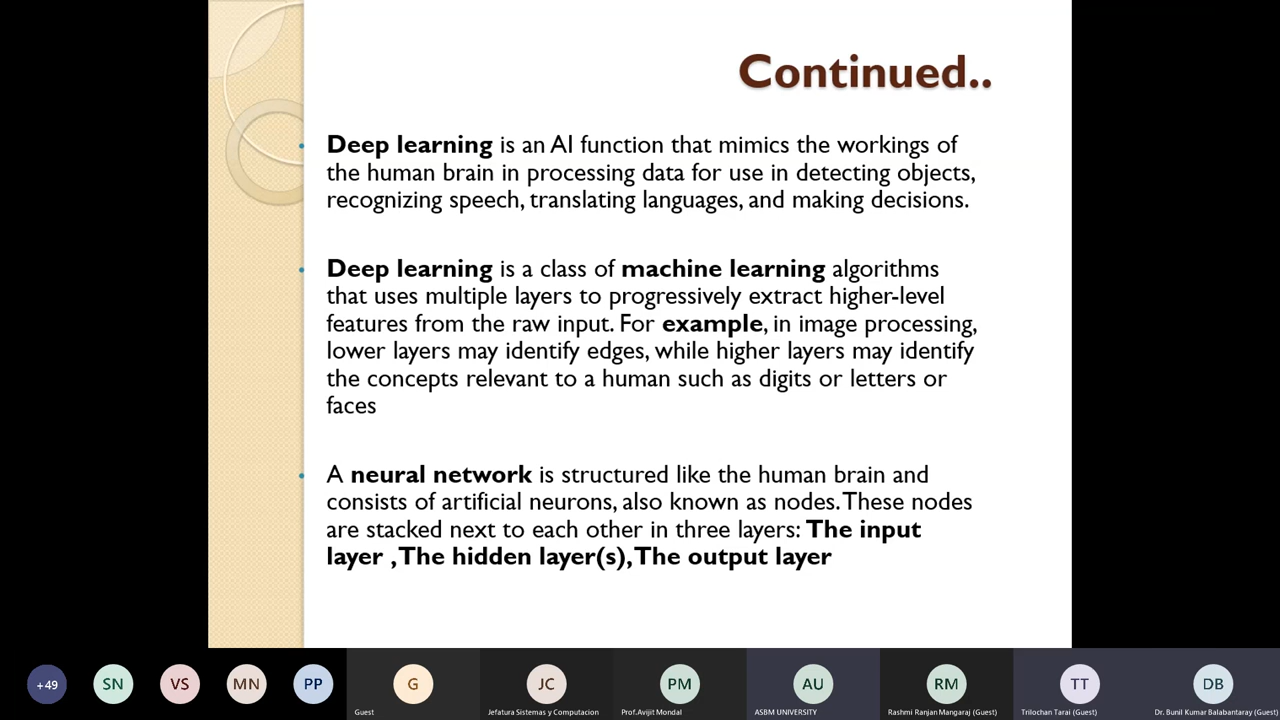 Continued..
Deep learning is an AI function that mimics the workings of
the human brain in processing data for use in detecting objects,
recognizing speech, translating languages, and making decisions.
Deep learning is a class of machine learning algorithms
that uses multiple layers to progressively extract higher-level
features from the raw input. For example, in image processing,
lower layers may identify edges, while higher layers may identify
the concepts relevant to a human such as digits or letters or
faces
A neural network is structured like the human brain and
consists of artificial neurons, also known as nodes. These nodes
are stacked next to each other in three layers: The input
layer , The hidden layer(s), The output layer
+49 SN VS MN PP G JC PM AU RM TT DB
Guest Jefatura Sistemas y Computacion Prof.Avijit Mondal ASBM UNIVERSITY Rashmi Ranjan Mangaraj (Guest) Trilochan Tarai (Guest) Dr. Bunil Kumar Balabantaray (Guest)